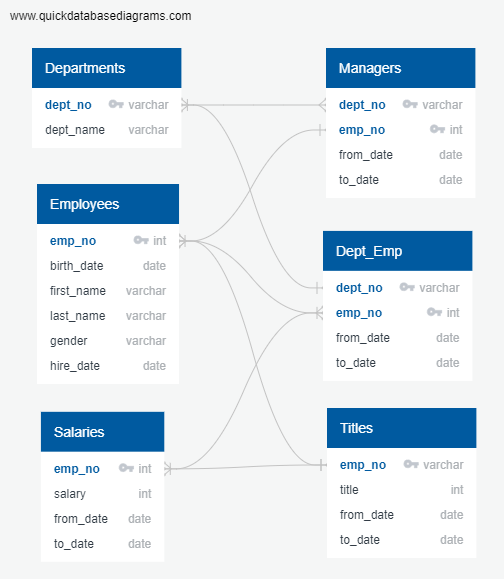 www.quickdatabasediagrams.com
Departments
dept_no varchar
dept_name varchar
Managers
dept_no varchar
emp_no int
from_date date
to_date date
Employees
emp_no int
birth_date date
first_name varchar
last_name varchar
gender varchar
hire_date date
Dept_Emp
dept_no varchar
emp_no int
from_date date
to_date date
Salaries
emp_no int
salary int
from_date date
to_date date
Titles
emp_no varchar
title int
from_date date
to_date date